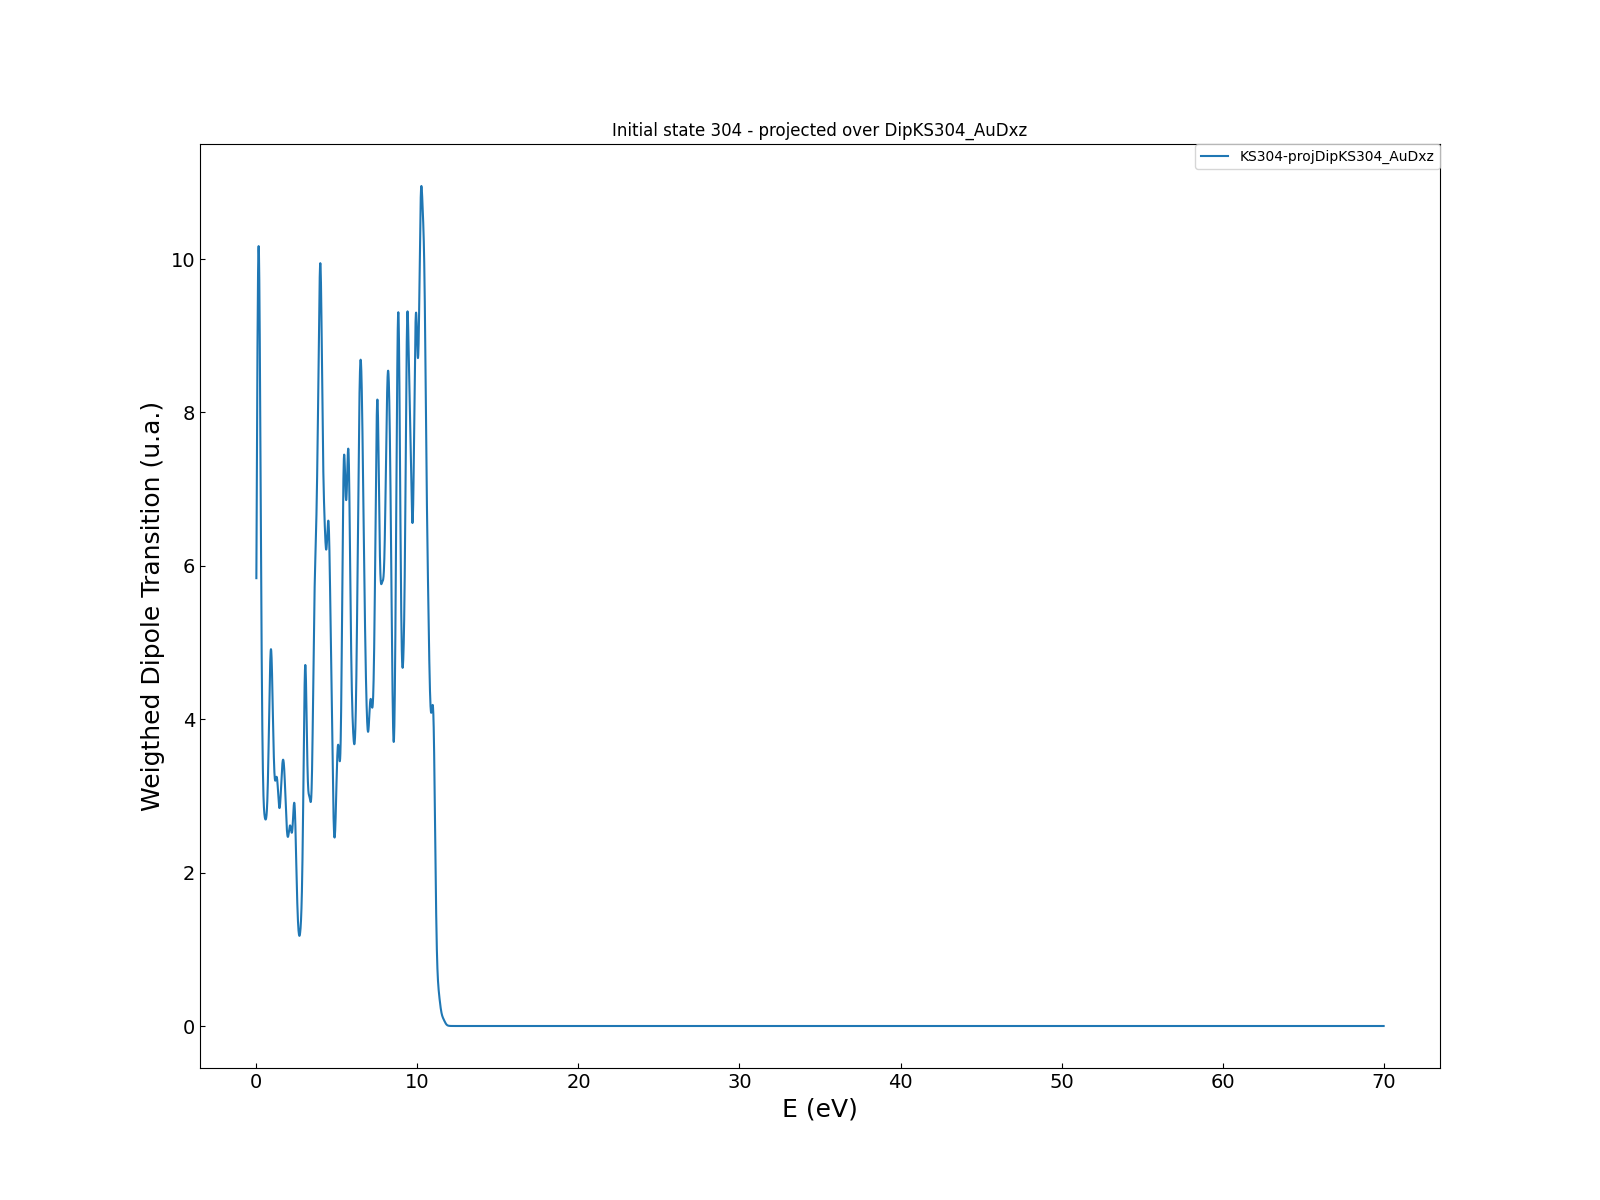 Initial state 304 - projected over DipKS304_AuDxz
KS304-projDipKS304_AuDxz
Weigthed Dipole Transition (u.a.)
10
8
6
4
2
0
0 10 20 30 40 50 60 70
E (eV)